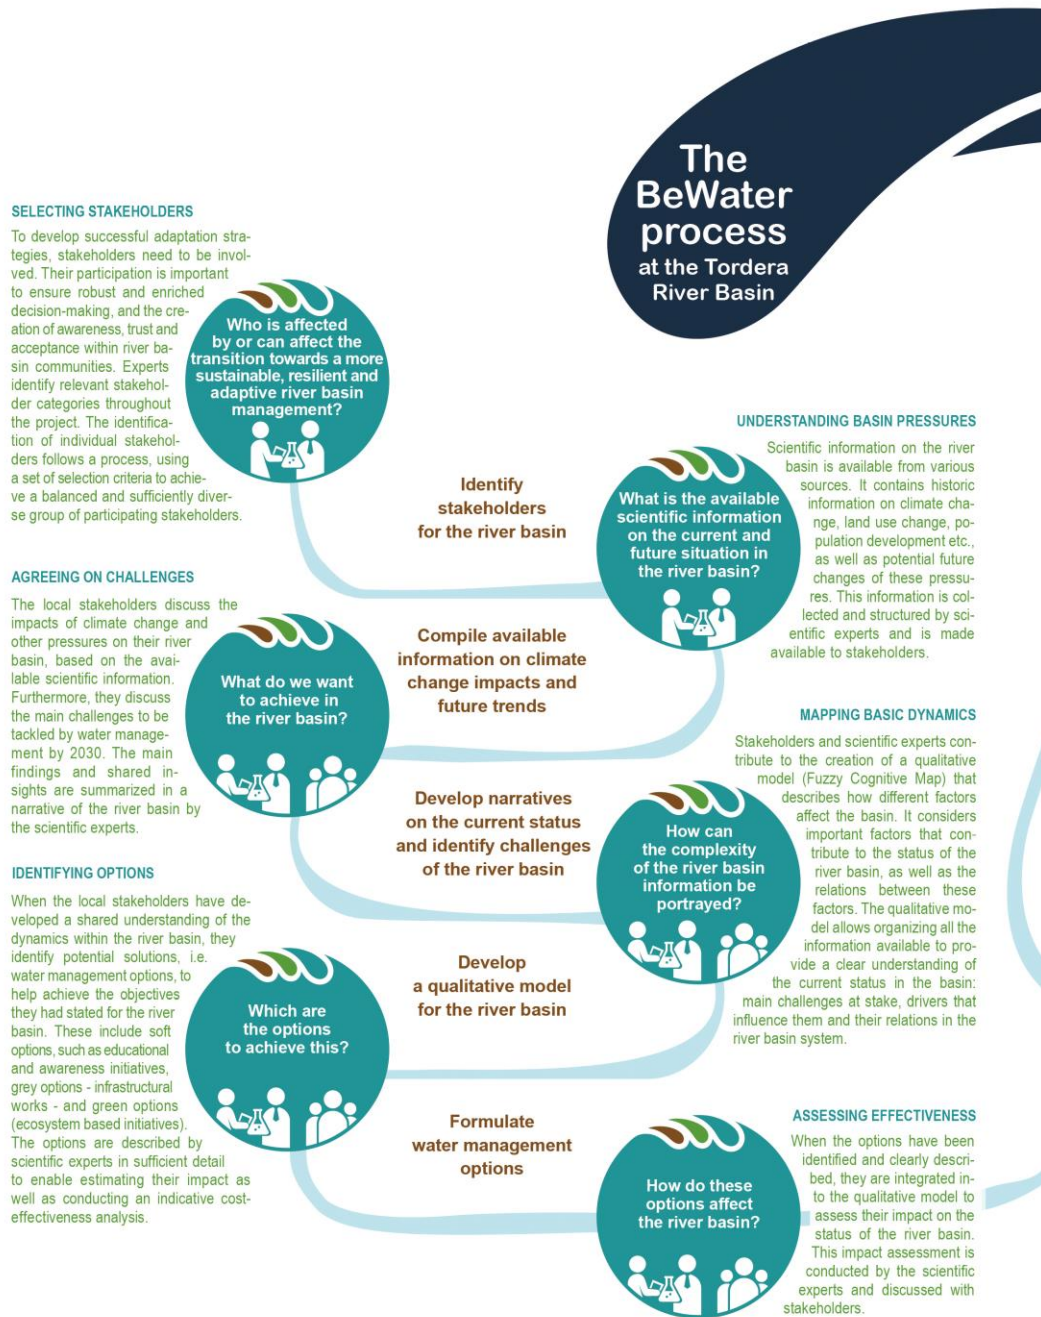 The
BeWater
process
at the Tordera
River Basin
SELECTING STAKEHOLDERS
To develop successful adaptation stra-
tegies, stakeholders need to be invol-
ved. Their participation is important
to ensure robust and enriched
decision-making, and the cre-
ation of awareness, trust and
acceptance within river ba-
sin communities. Experts
identify relevant stakehol-
der categories throughout
the project. The identifica-
tion of individual stakehol-
ders follows a process, using
a set of selection criteria to achie-
ve a balanced and sufficiently diver-
se group of participating stakeholders.
Who is affected
by or can affect the
transition towards a more
sustainable, resilient and
adaptive river basin
management?
Identify
stakeholders
for the river basin
UNDERSTANDING BASIN PRESSURES
Scientific information on the river
basin is available from various
sources. It contains historic
information on climate cha-
nge, land use change, po-
pulation development etc.,
as well as potential future
changes of these pressu-
res. This information is col-
lected and structured by sci-
entific experts and is made
available to stakeholders.
What is the available
scientific information
on the current and
future situation in
the river basin?
Compile available
information on climate
change impacts and
future trends
AGREEING ON CHALLENGES
The local stakeholders discuss the
impacts of climate change and
other pressures on their river
basin, based on the avai-
lable scientific information.
Furthermore, they discuss
the main challenges to be
tackled by water manage-
ment by 2030. The main
findings and shared in-
sights are summarized in a
narrative of the river basin by
the scientific experts.
What do we want
to achieve in
the river basin?
Develop narratives
on the current status
and identify challenges
of the river basin
MAPPING BASIC DYNAMICS
Stakeholders and scientific experts con-
tribute to the creation of a qualitative
model (Fuzzy Cognitive Map) that
describes how different factors
affect the basin. It considers
important factors that con-
tribute to the status of the
river basin, as well as the
relations between these
factors. The qualitative mo-
del allows organizing all the
information available to pro-
vide a clear understanding of
the current status in the basin:
main challenges at stake, drivers that
influence them and their relations in the
river basin system.
How can
the complexity
of the river basin
information be
portrayed?
Develop
a qualitative model
for the river basin
IDENTIFYING OPTIONS
When the local stakeholders have de-
veloped a shared understanding of the
dynamics within the river basin, they
identify potential solutions, i.e.
water management options, to
help achieve the objectives
they had stated for the river
basin. These include soft
options, such as educational
and awareness initiatives,
grey options - infrastructural
works - and green options
(ecosystem based initiatives).
The options are described by
scientific experts in sufficient detail
to enable estimating their impact as
well as conducting an indicative cost-
effectiveness analysis.
Which are
the options
to achieve this?
Formulate
water management
options
ASSESSING EFFECTIVENESS
When the options have been
identified and clearly descri-
bed, they are integrated in-
to the qualitative model to
assess their impact on the
status of the river basin.
This impact assessment is
conducted by the scientific
experts and discussed with
stakeholders.
How do these
options affect
the river basin?